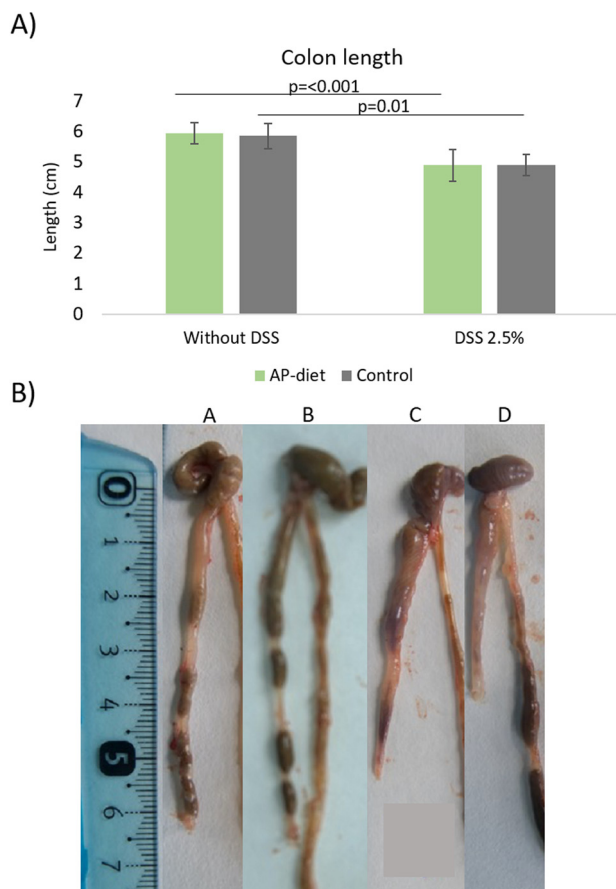 A)
Colon length
p=<0.001
p=0.01
7
6
5
4
3
2
1
0
Length (cm)
Without DSS
DSS 2.5%
AP-diet
Control
B)
A
B
C
D
0
1
2
3
4
5
6
7